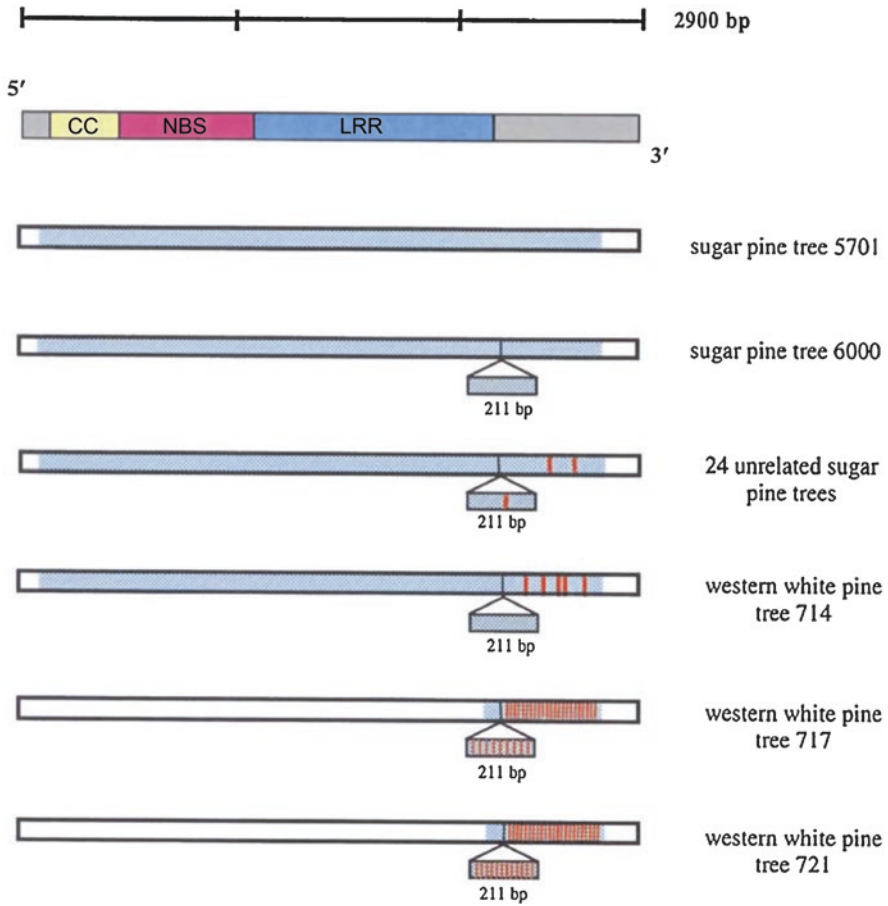 2900 bp
5′
CC NBS LRR
3′
sugar pine tree 5701
sugar pine tree 6000
211 bp
24 unrelated sugar
pine trees
211 bp
western white pine
tree 714
211 bp
western white pine
tree 717
211 bp
western white pine
tree 721
211 bp